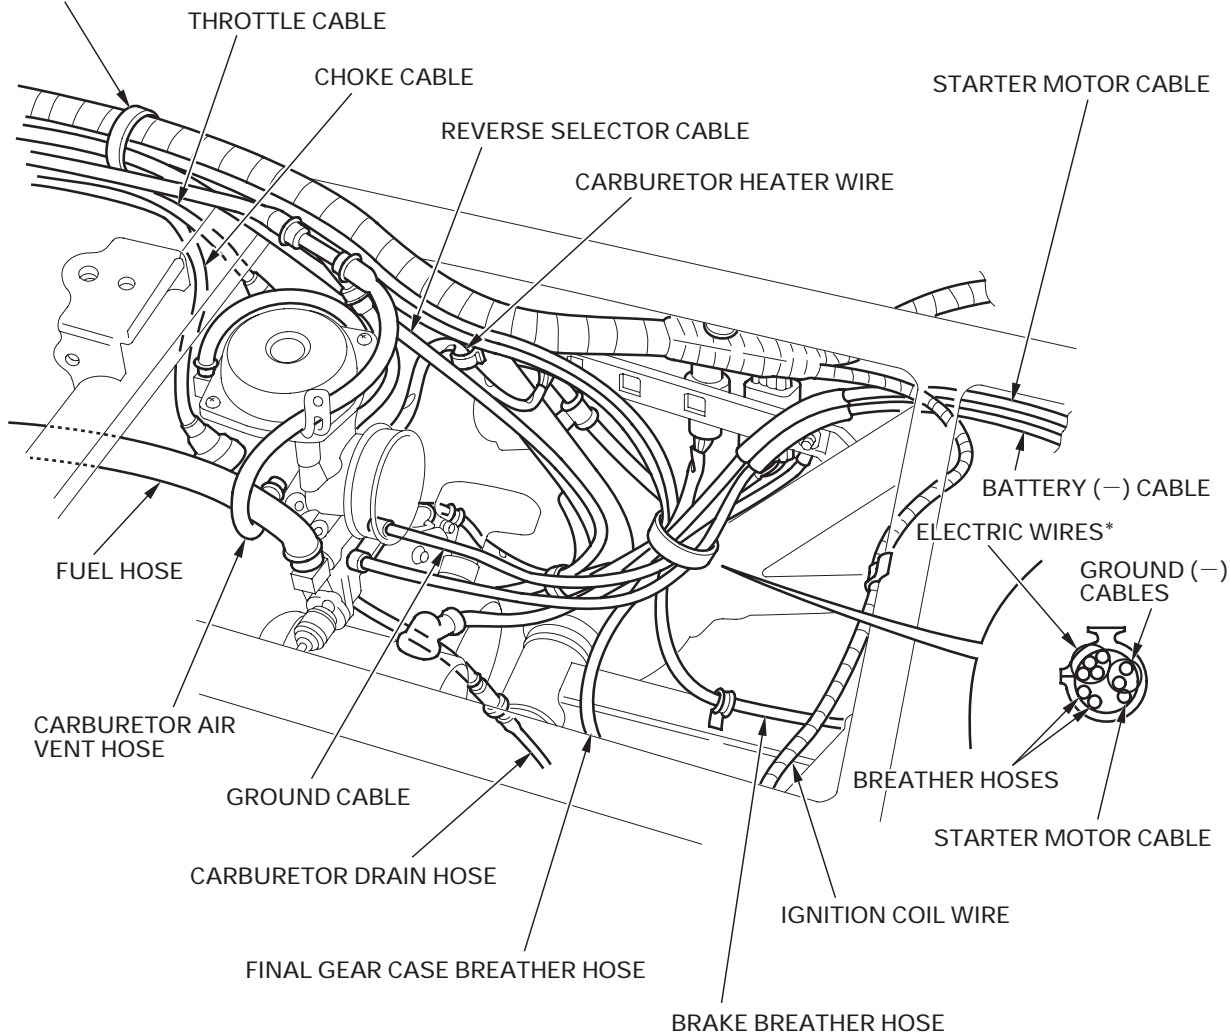 THROTTLE CABLE
CHOKE CABLE
STARTER MOTOR CABLE
REVERSE SELECTOR CABLE
CARBURETOR HEATER WIRE
BATTERY (−) CABLE
ELECTRIC WIRES*
FUEL HOSE
GROUND (−)
CABLES
CARBURETOR AIR
VENT HOSE
BREATHER HOSES
GROUND CABLE
STARTER MOTOR CABLE
CARBURETOR DRAIN HOSE
IGNITION COIL WIRE
FINAL GEAR CASE BREATHER HOSE
BRAKE BREATHER HOSE